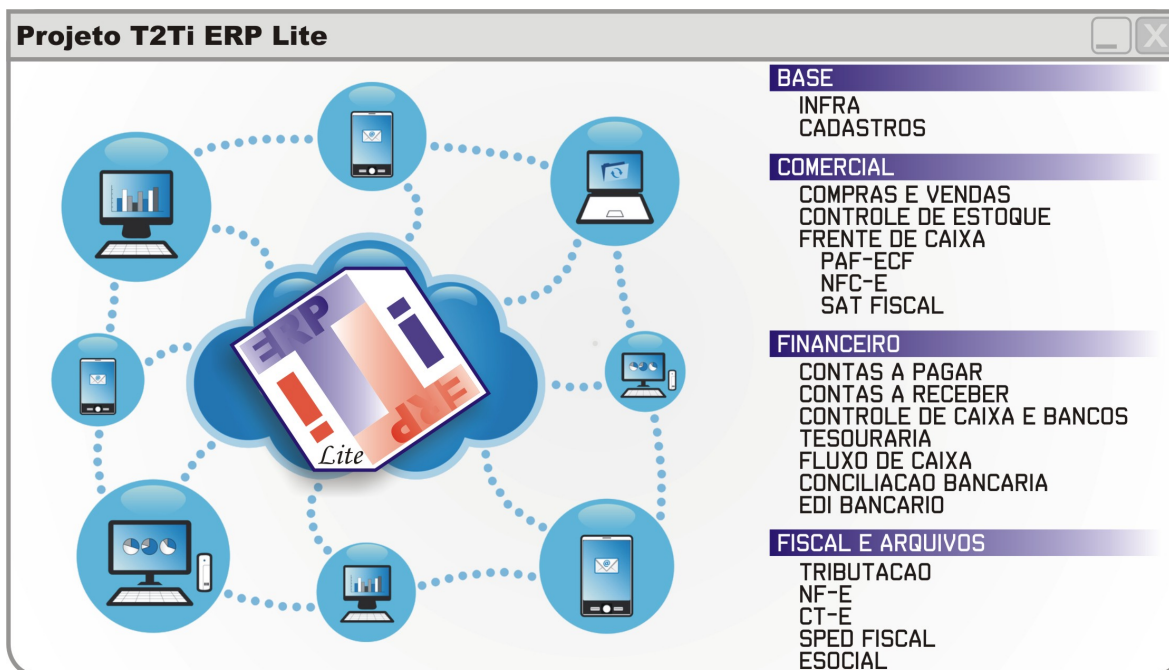 Projeto T2Ti ERP Lite
BASE
INFRA
CADASTROS
COMERCIAL
COMPRAS E VENDAS
CONTROLE DE ESTOQUE
FRENTE DE CAIXA
PAF-ECF
NFC-E
SAT FISCAL
FINANCEIRO
CONTAS A PAGAR
CONTAS A RECEBER
CONTROLE DE CAIXA E BANCOS
TESOURARIA
FLUXO DE CAIXA
CONCILIACAO BANCARIA
EDI BANCARIO
FISCAL E ARQUIVOS
TRIBUTACAO
NF-E
CT-E
SPED FISCAL
ESOCIAL
ERP
ERP
Lite